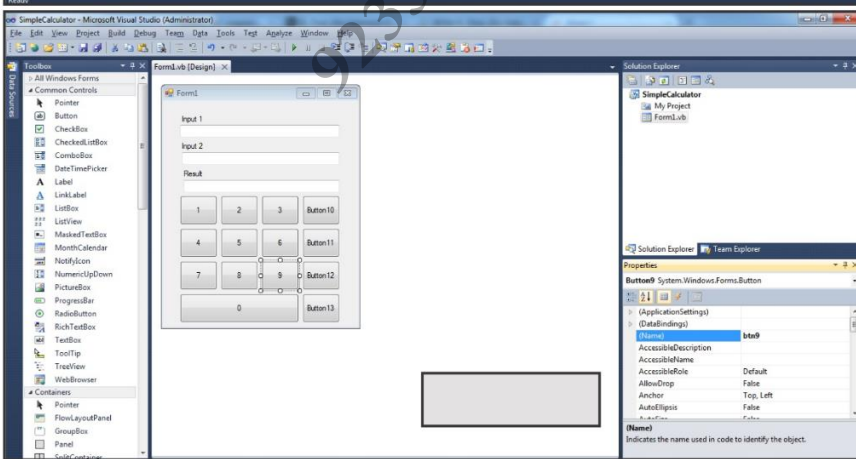 Ready
SimpleCalculator - Microsoft Visual Studio (Administrator)
File Edit View Project Build Debug Team Data Tools Test Analyze Window Help
Toolbox
Form1.vb [Design]
Solution Explorer
Data Sources
All Windows Forms
Common Controls
Pointer
Button
CheckBox
CheckedListBox
ComboBox
DateTimePicker
Label
LinkLabel
ListBox
ListView
MaskedTextBox
MonthCalendar
NotifyIcon
NumericUpDown
PictureBox
ProgressBar
RadioButton
RichTextBox
TextBox
ToolTip
TreeView
WebBrowser
Containers
Pointer
FlowLayoutPanel
GroupBox
Panel
SplitContainer
Form1
Input 1
Input 2
Result
1 2 3 Button10
4 5 6 Button11
7 8 9 Button12
0 Button13
SimpleCalculator
My Project
Form1.vb
Solution Explorer Team Explorer
Properties
Button9 System.Windows.Forms.Button
(ApplicationSettings)
(DataBindings)
(Name) btn9
AccessibleDescription
AccessibleName
AccessibleRole Default
AllowDrop False
Anchor Top, Left
AutoEllipsis False
AutoSize False
(Name)
Indicates the name used in code to identify the object.